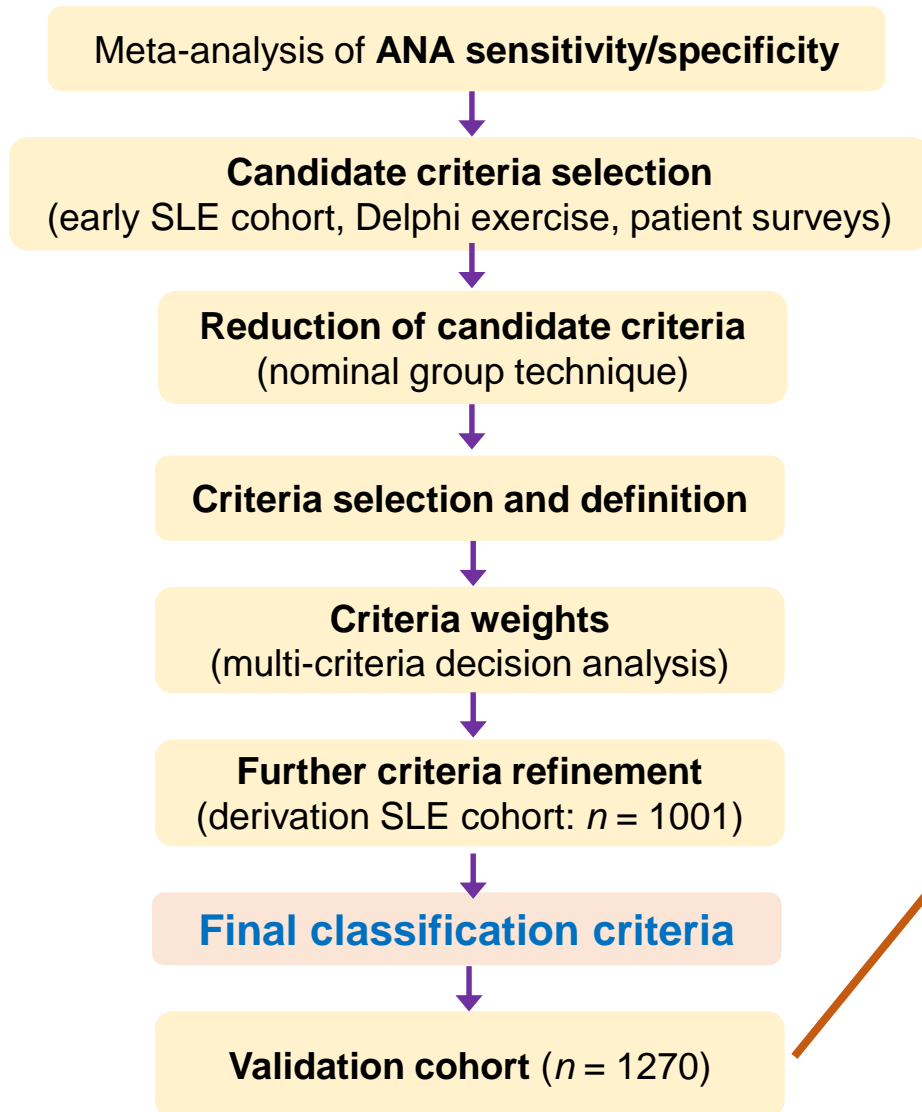 Meta-analysis of ANA sensitivity/specificity
Candidate criteria selection
(early SLE cohort, Delphi exercise, patient surveys)
Reduction of candidate criteria
(nominal group technique)
Criteria selection and definition
Criteria weights
(multi-criteria decision analysis)
Further criteria refinement
(derivation SLE cohort: n = 1001)
Final classification criteria
Validation cohort (n = 1270)